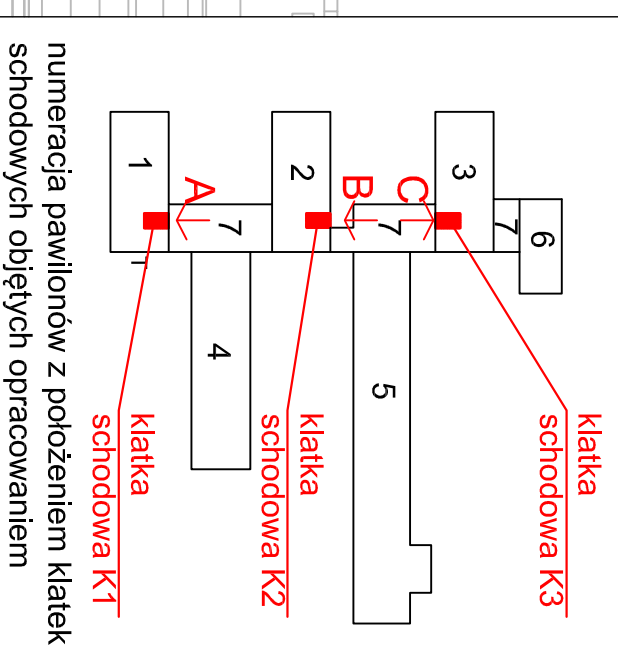 klatka
schodowa K3
klatka
schodowa K2
klatka
schodowa K1
6
3
7
C
7
B
5
2
7
A
4
1
numeracja pawilonów z położeniem klatek
schodowych objętych opracowaniem